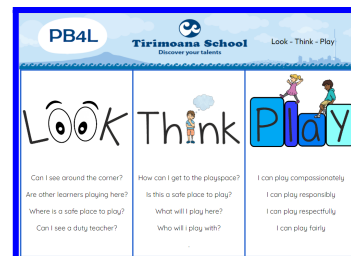 PB4L
Tirimoana School
Discover your talents
Look - Think - Play
LOOK
Think
Play
Can I see around the corner?
Are other learners playing here?
Where is a safe place to play?
Can I see a duty teacher?
How can I get to the playspace?
Is this a safe place to play?
What will I play here?
Who will i play with?
I can play compassionately
I can play responsibly
I can play respectfully
I can play fairly